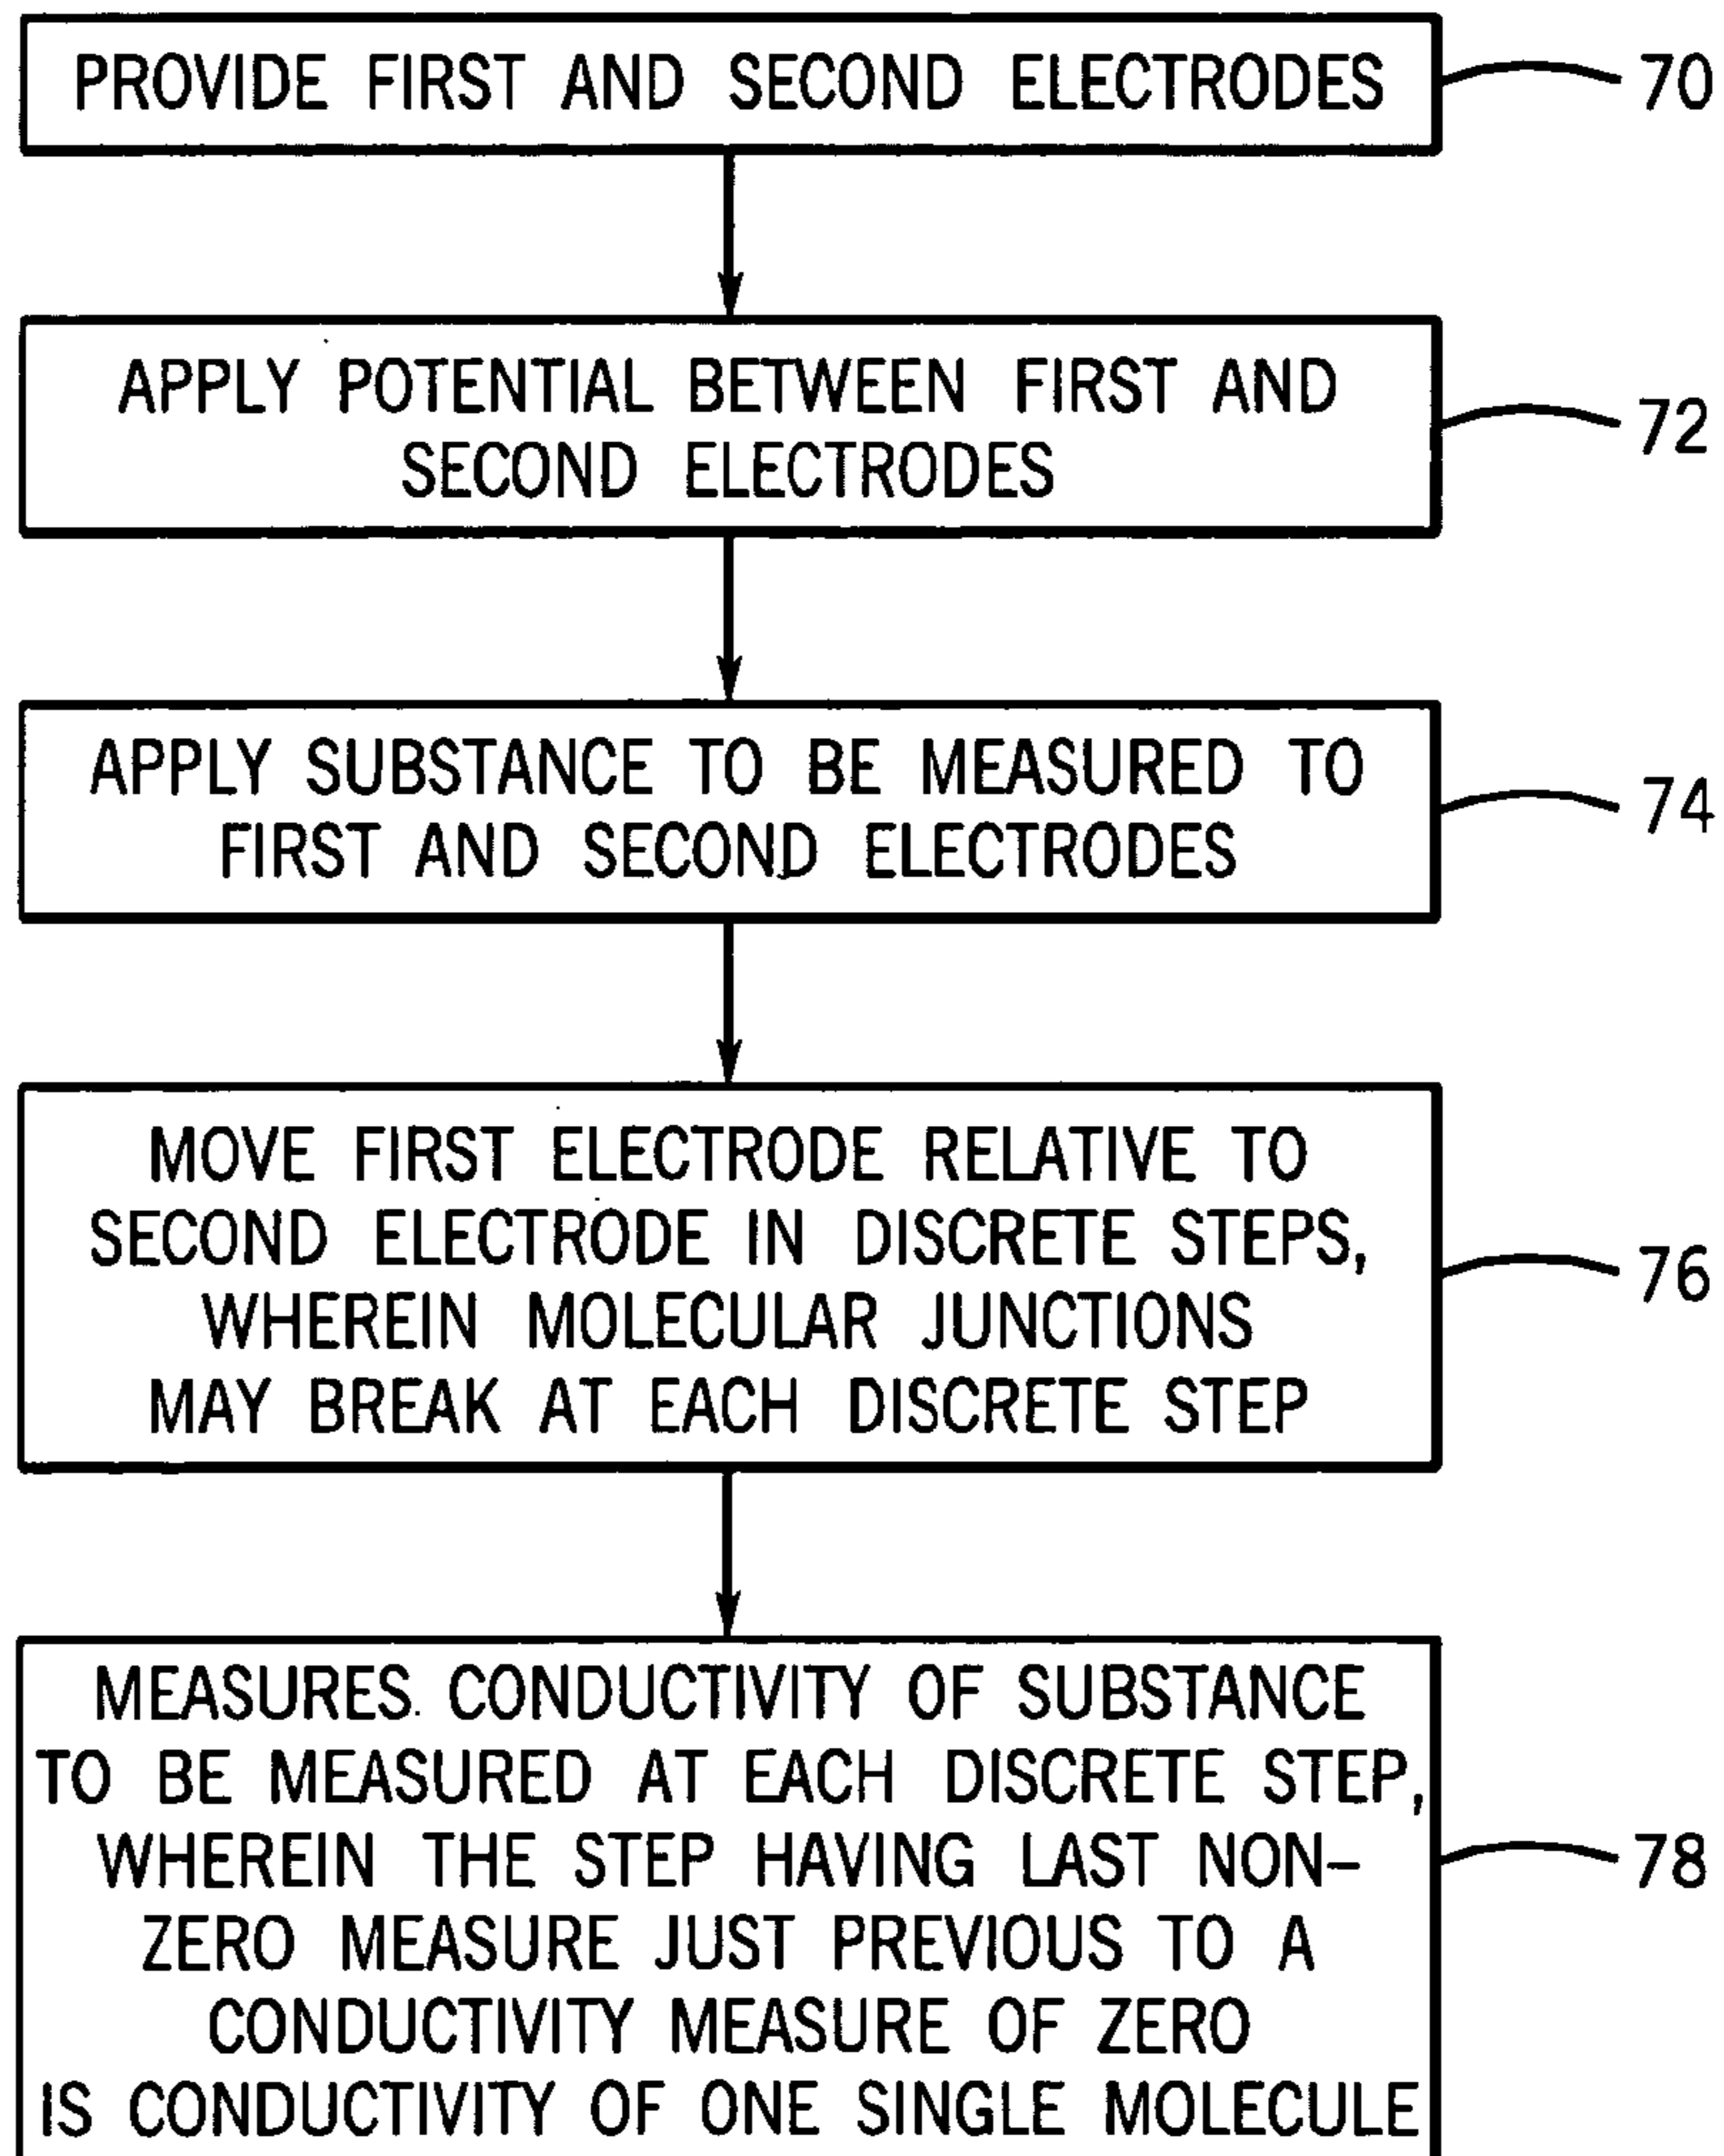 PROVIDE FIRST AND SECOND ELECTRODES
70
APPLY POTENTIAL BETWEEN FIRST AND
SECOND ELECTRODES
72
APPLY SUBSTANCE TO BE MEASURED TO
FIRST AND SECOND ELECTRODES
74
MOVE FIRST ELECTRODE RELATIVE TO
SECOND ELECTRODE IN DISCRETE STEPS,
WHEREIN MOLECULAR JUNCTIONS
MAY BREAK AT EACH DISCRETE STEP
76
MEASURES CONDUCTIVITY OF SUBSTANCE
TO BE MEASURED AT EACH DISCRETE STEP,
WHEREIN THE STEP HAVING LAST NON-
ZERO MEASURE JUST PREVIOUS TO A
CONDUCTIVITY MEASURE OF ZERO
IS CONDUCTIVITY OF ONE SINGLE MOLECULE
78